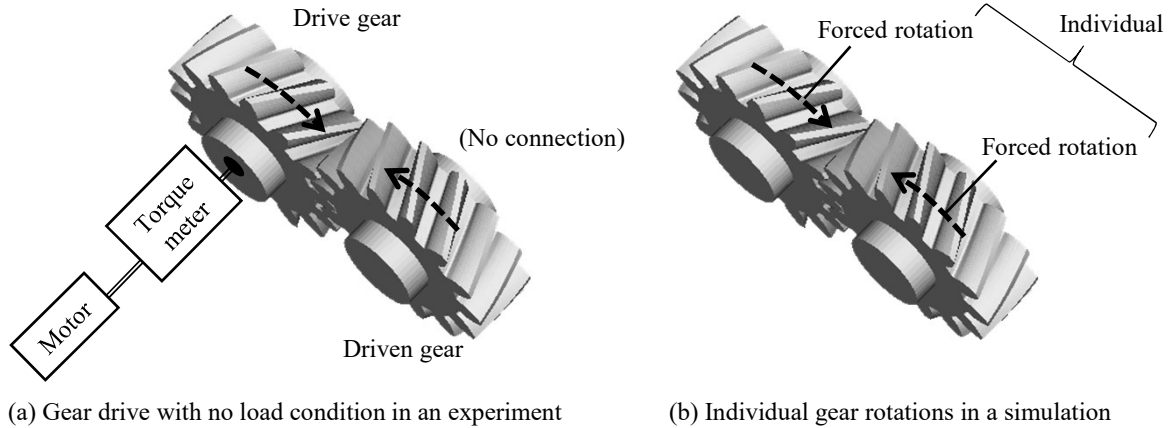 Drive gear
(No connection)
Torque
meter
Motor
Driven gear
(a) Gear drive with no load condition in an experiment
Forced rotation
Individual
Forced rotation
(b) Individual gear rotations in a simulation